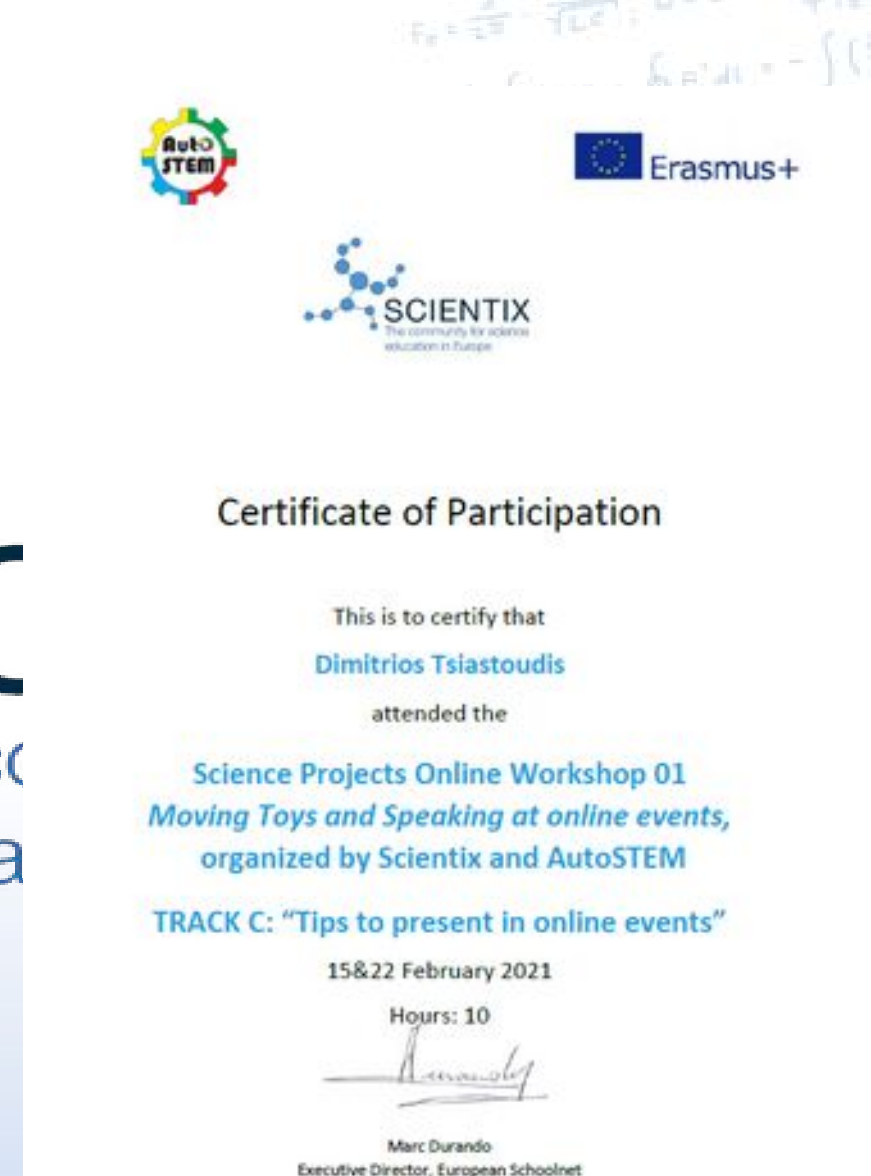 Auto
STEM
Erasmus+
SCIENTIX
The community for science
education in Europe
Certificate of Participation
This is to certify that
Dimitrios Tsiastoudis
attended the
Science Projects Online Workshop 01
Moving Toys and Speaking at online events,
organized by Scientix and AutoSTEM
TRACK C: “Tips to present in online events”
15&22 February 2021
Hours: 10
Marc Durando
Executive Director, European Schoolnet